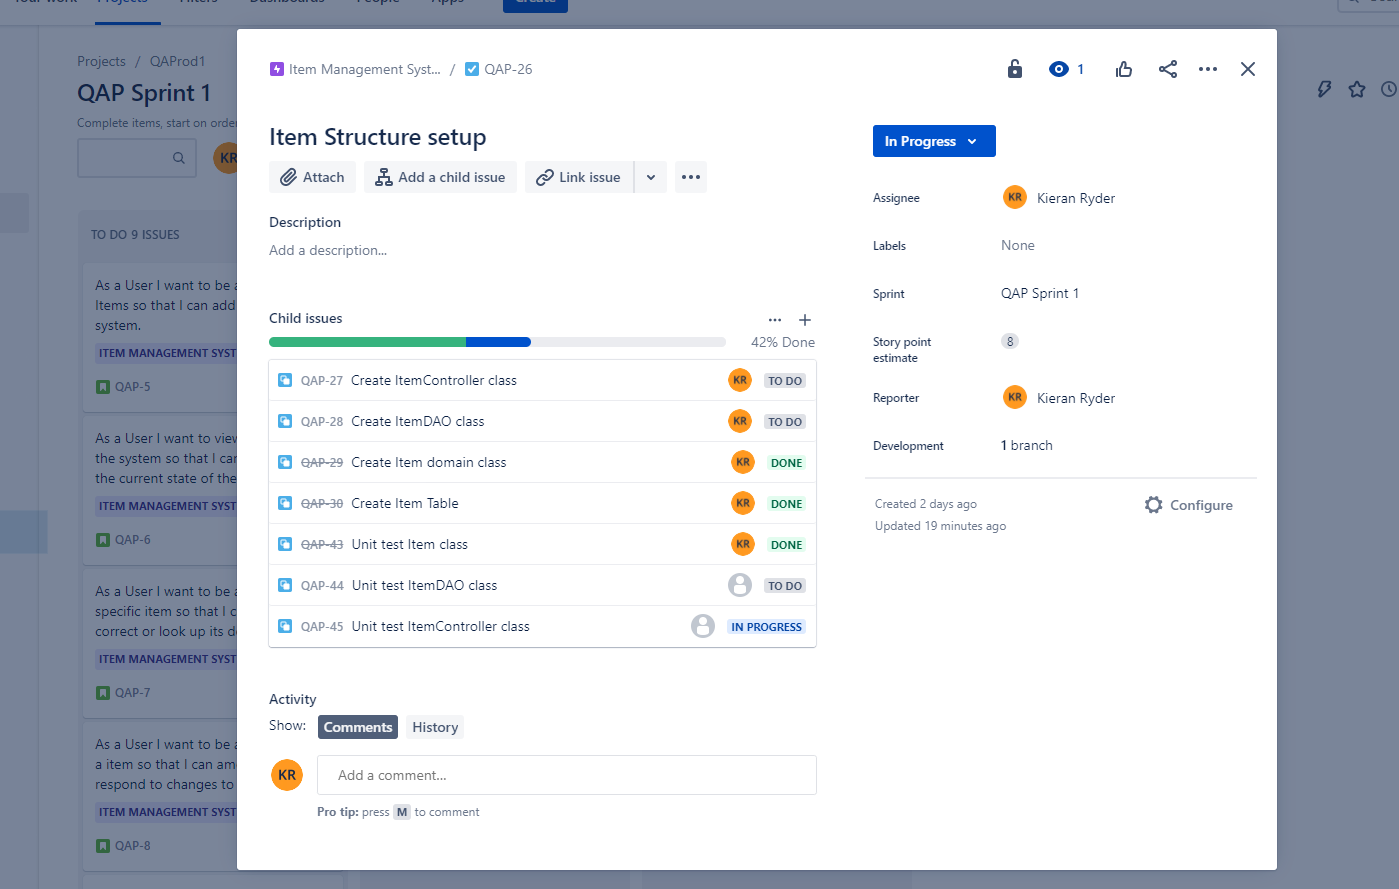 Projects
Create
Projects / QAProd1
QAP Sprint 1
Complete items, start on order
KR
TO DO 9 ISSUES
As a User I want to be a
Items so that I can add
system.
ITEM MANAGEMENT SYST
QAP-5
As a User I want to view
the system so that I can
the current state of the
ITEM MANAGEMENT SYST
QAP-6
As a User I want to be a
specific item so that I c
correct or look up its d
ITEM MANAGEMENT SYST
QAP-7
As a User I want to be a
a item so that I can am
respond to changes to
ITEM MANAGEMENT SYST
QAP-8
Item Management Syst... / QAP-26
1
Item Structure setup
Attach
Add a child issue
Link issue
Description
Add a description...
Child issues
42% Done
QAP-27 Create ItemController class KR TO DO
QAP-28 Create ItemDAO class KR TO DO
QAP-29 Create Item domain class KR DONE
QAP-30 Create Item Table KR DONE
QAP-43 Unit test Item class KR DONE
QAP-44 Unit test ItemDAO class TO DO
QAP-45 Unit test ItemController class IN PROGRESS
Activity
Show: Comments History
KR Add a comment...
Pro tip: press M to comment
In Progress
Assignee KR Kieran Ryder
Labels None
Sprint QAP Sprint 1
Story point
estimate 8
Reporter KR Kieran Ryder
Development 1 branch
Created 2 days ago
Configure
Updated 19 minutes ago